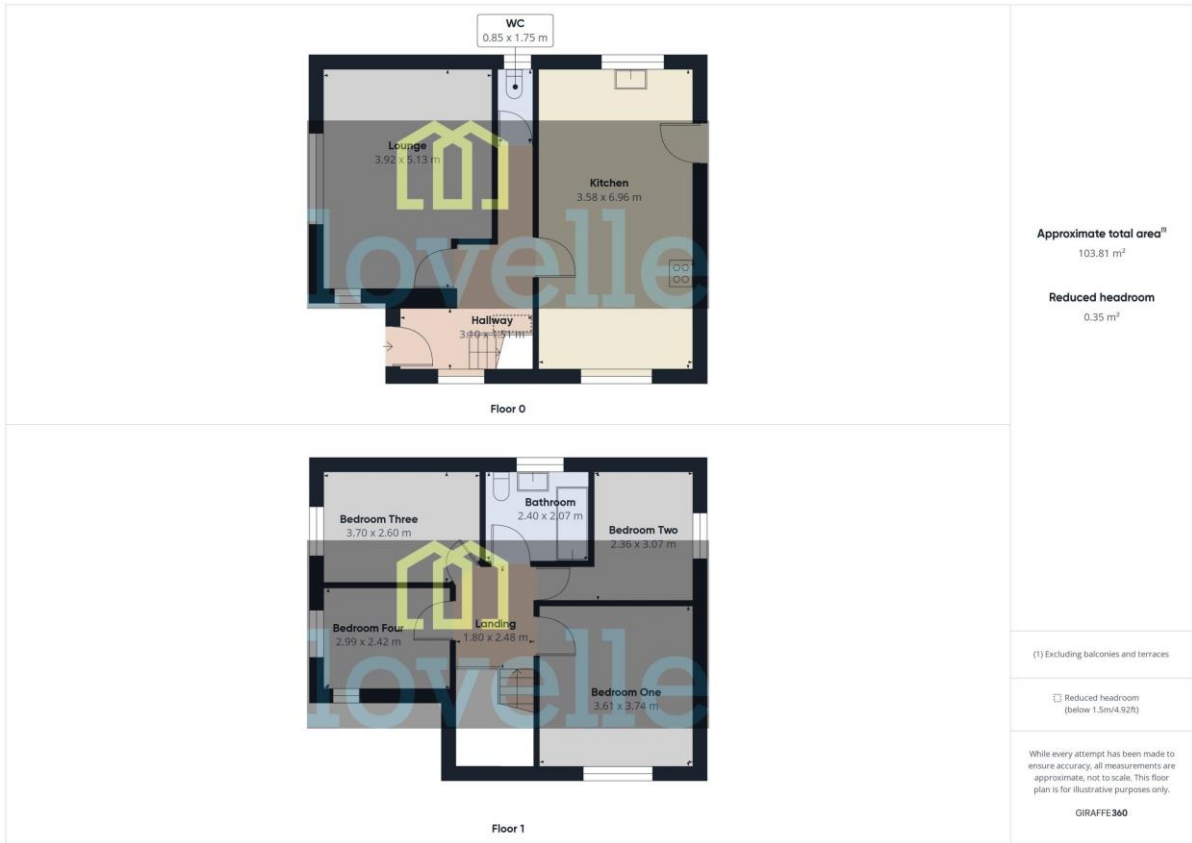 WC
0.85 x 1.75 m
Lounge
3.92 x 5.13 m
Kitchen
3.58 x 6.96 m
lovelle
Hallway
3.10 x 1.51 m
Floor 0
Bedroom Three
3.70 x 2.60 m
Bathroom
2.40 x 2.07 m
Bedroom Two
2.36 x 3.07 m
Bedroom Four
2.99 x 2.42 m
Landing
1.80 x 2.48 m
lovelle
Bedroom One
3.61 x 3.74 m
Floor 1
Approximate total area(1)
103.81 m²
Reduced headroom
0.35 m²
(1) Excluding balconies and terraces
Reduced headroom
(below 1.5m/4.92ft)
While every attempt has been made to
ensure accuracy, all measurements are
approximate, not to scale. This floor
plan is for illustrative purposes only.
GIRAFFE360